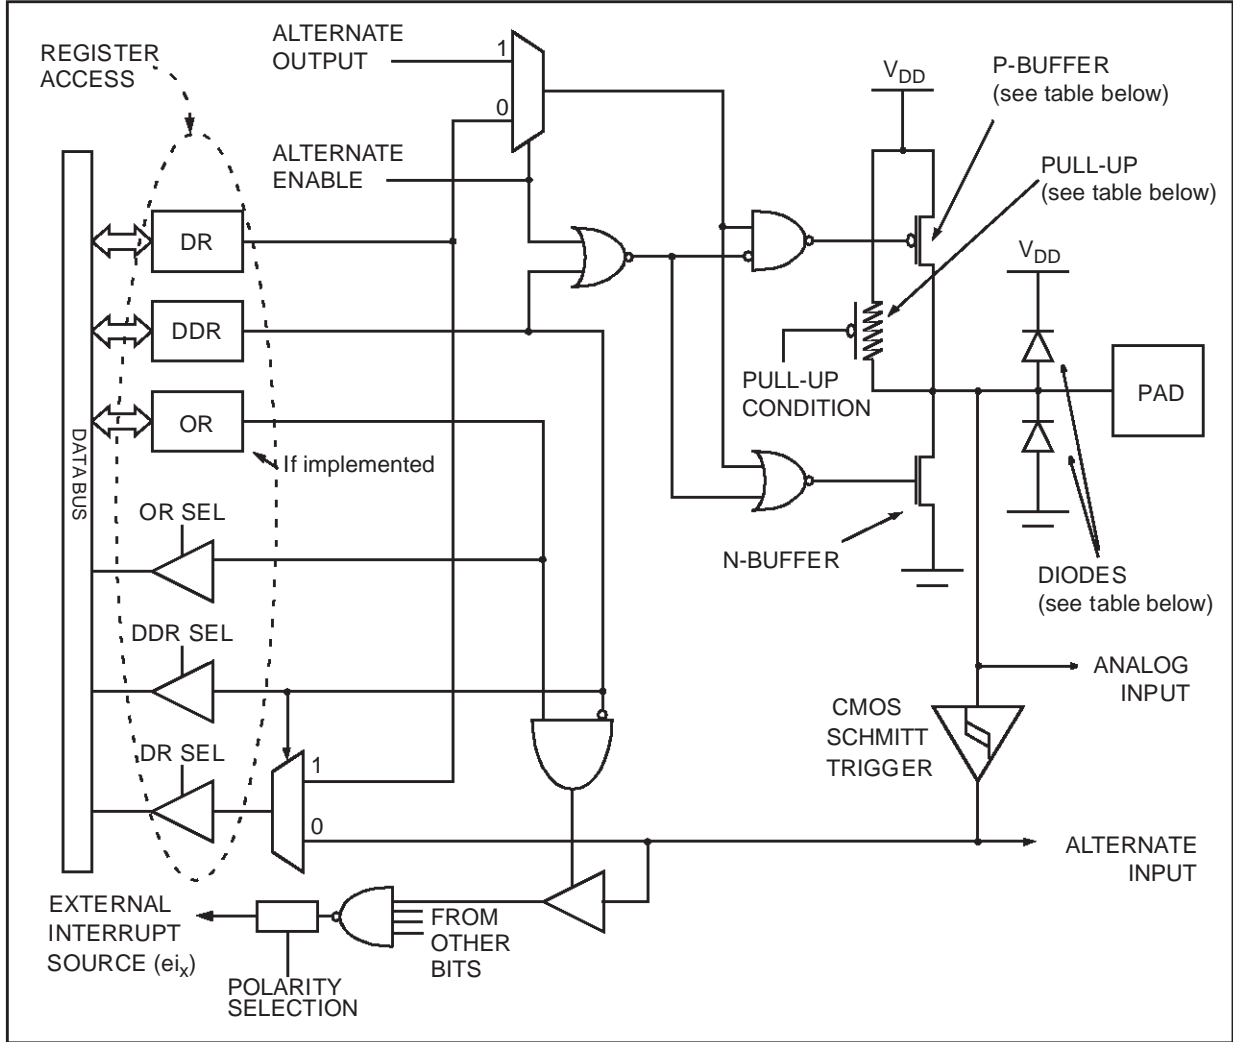 REGISTER
ACCESS
ALTERNATE
OUTPUT
1
0
ALTERNATE
ENABLE
VDD
P-BUFFER
(see table below)
PULL-UP
(see table below)
VDD
DR
DDR
OR
If implemented
DATA BUS
PULL-UP
CONDITION
PAD
N-BUFFER
DIODES
(see table below)
OR SEL
DDR SEL
DR SEL
1
0
CMOS
SCHMITT
TRIGGER
ANALOG
INPUT
ALTERNATE
INPUT
EXTERNAL
INTERRUPT
SOURCE (eix)
POLARITY
SELECTION
FROM
OTHER
BITS